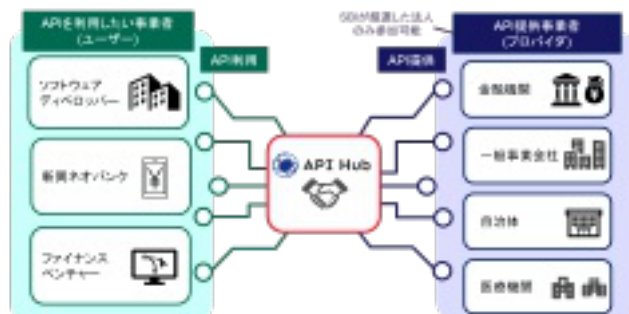 APIを利用したい事業者
(ユーザー)
SBIが厳選した法人
のみ参加可能
API提供事業者
(プロバイダ)
API利用
API提供
ソフトウェア
ディベロッパー
新興ネオバンク
ファイナンス
ベンチャー
API Hub
金融機関
一般事業会社
自治体
医療機関